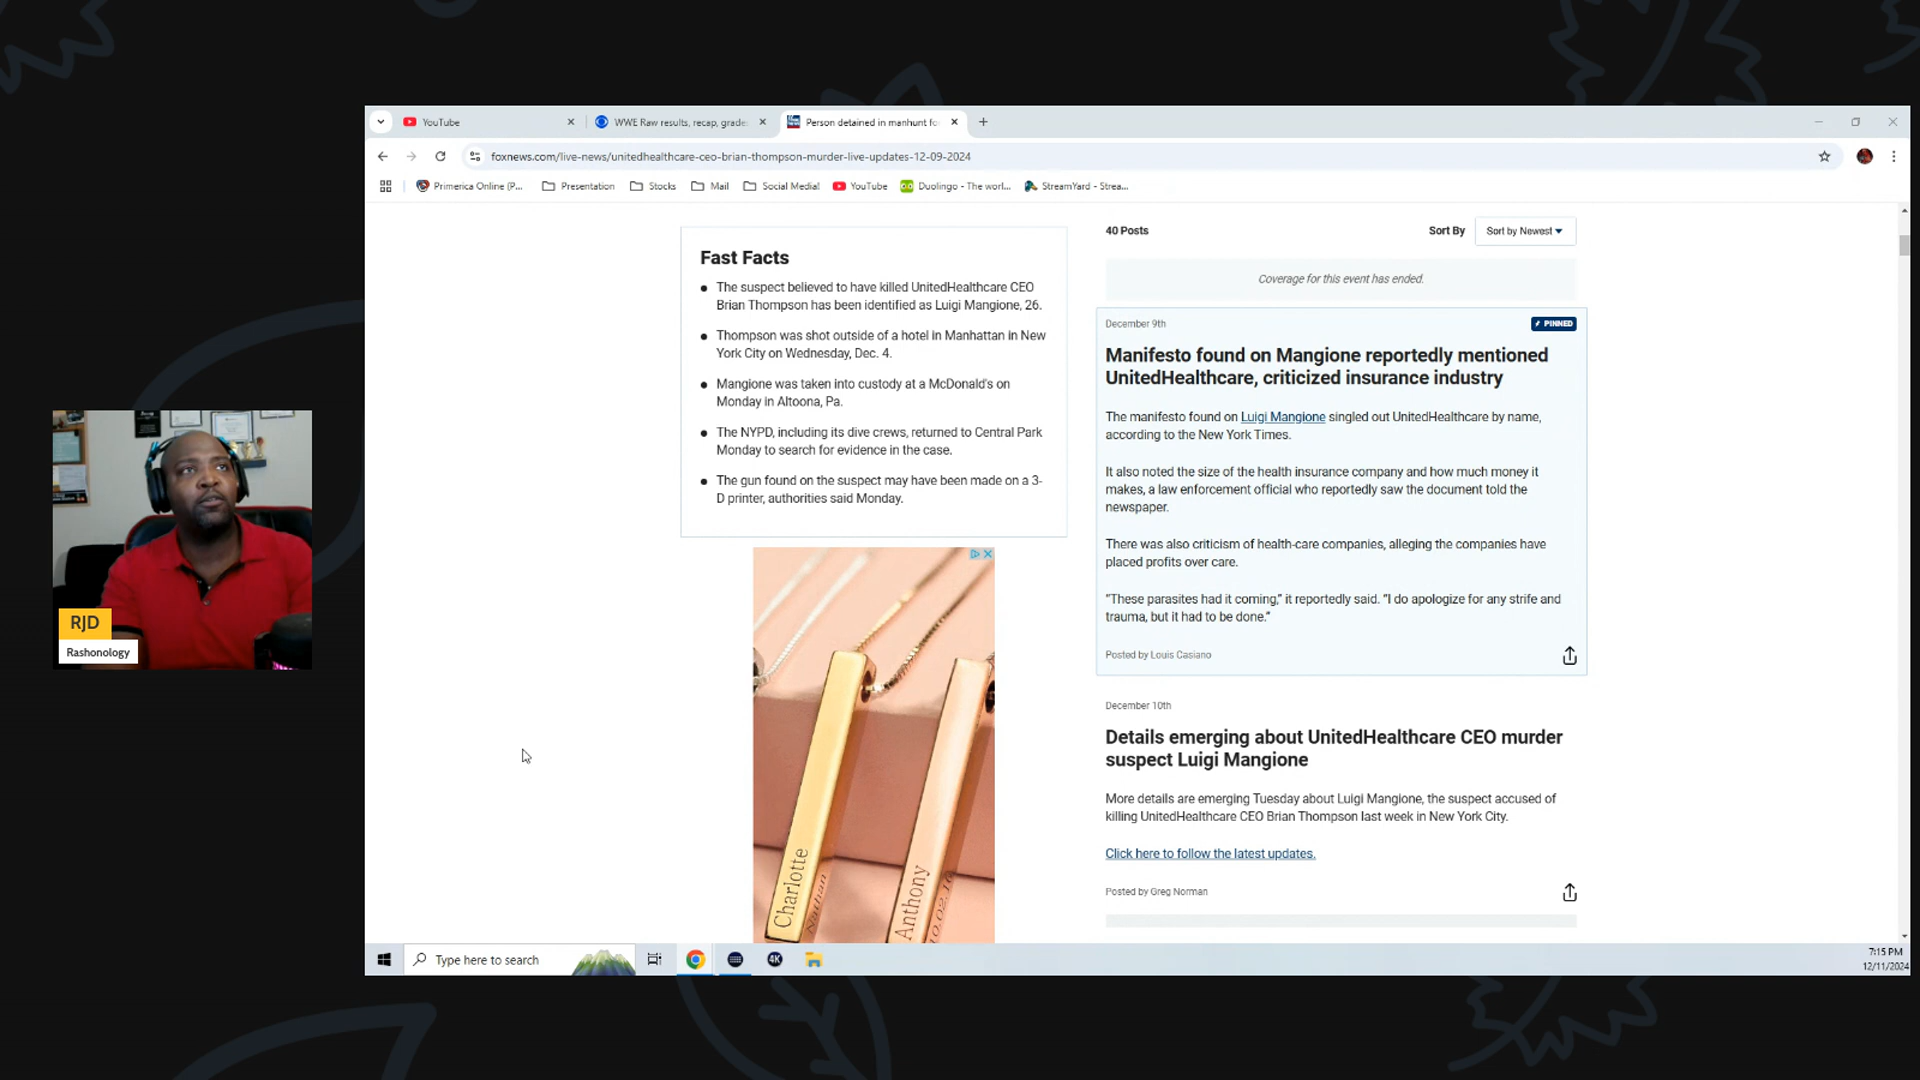 YouTube
WWE Raw results, recap, grade
Person detained in manhunt fo
foxnews.com/live-news/unitedhealthcare-ceo-brian-thompson-murder-live-updates-12-09-2024
Primerica Online (P...
Presentation
Stocks
Mail
Social Media!
YouTube
Duolingo - The worl...
StreamYard - Strea...
Fast Facts
The suspect believed to have killed UnitedHealthcare CEO
Brian Thompson has been identified as Luigi Mangione, 26.
Thompson was shot outside of a hotel in Manhattan in New
York City on Wednesday, Dec. 4.
Mangione was taken into custody at a McDonald's on
Monday in Altoona, Pa.
The NYPD, including its dive crews, returned to Central Park
Monday to search for evidence in the case.
The gun found on the suspect may have been made on a 3-
D printer, authorities said Monday.
Charlotte
Nathan
Anthony
10.02.16
40 Posts
Sort By
Sort by Newest
Coverage for this event has ended.
December 9th
PINNED
Manifesto found on Mangione reportedly mentioned
UnitedHealthcare, criticized insurance industry
The manifesto found on Luigi Mangione singled out UnitedHealthcare by name,
according to the New York Times.
It also noted the size of the health insurance company and how much money it
makes, a law enforcement official who reportedly saw the document told the
newspaper.
There was also criticism of health-care companies, alleging the companies have
placed profits over care.
"These parasites had it coming," it reportedly said. "I do apologize for any strife and
trauma, but it had to be done."
Posted by Louis Casiano
December 10th
Details emerging about UnitedHealthcare CEO murder
suspect Luigi Mangione
More details are emerging Tuesday about Luigi Mangione, the suspect accused of
killing UnitedHealthcare CEO Brian Thompson last week in New York City.
Click here to follow the latest updates.
Posted by Greg Norman
RJD
Rashonology
Type here to search
4K
7:15 PM
12/11/2024